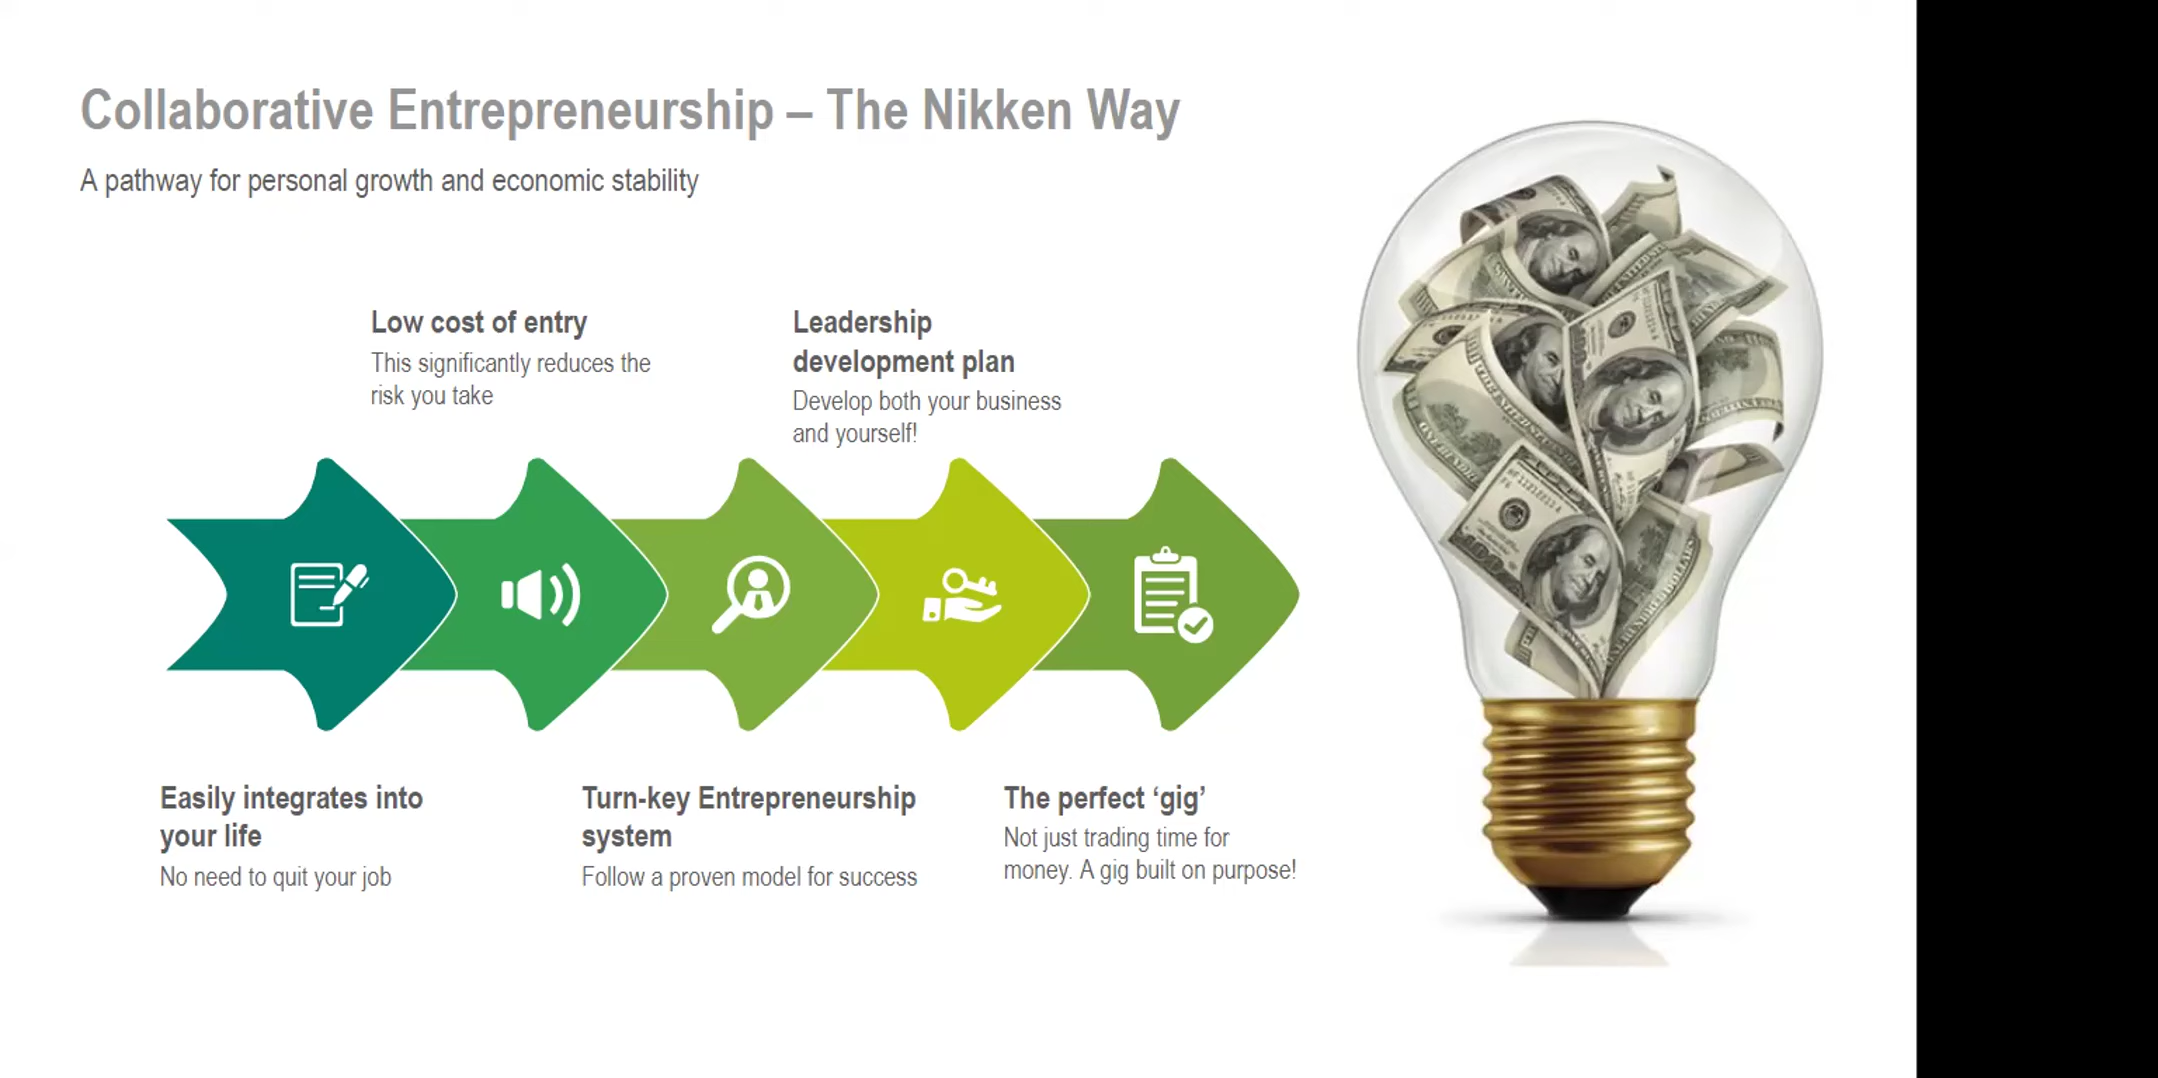 Collaborative Entrepreneurship – The Nikken Way
A pathway for personal growth and economic stability
Low cost of entry
This significantly reduces the
risk you take
Leadership
development plan
Develop both your business
and yourself!
Easily integrates into
your life
No need to quit your job
Turn-key Entrepreneurship
system
Follow a proven model for success
The perfect ‘gig’
Not just trading time for
money. A gig built on purpose!